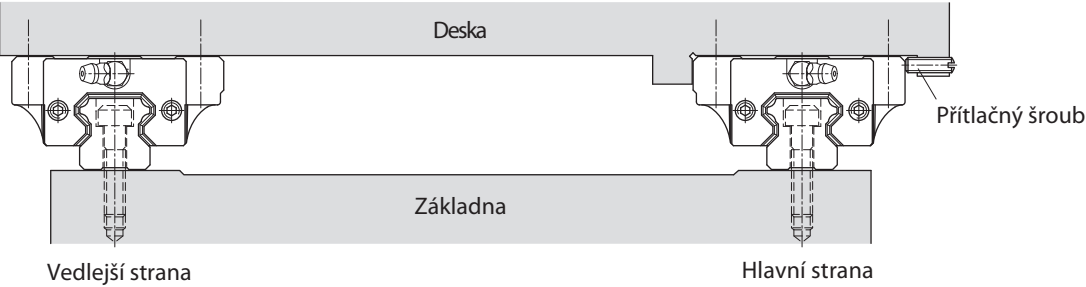 Deska
Přítlačný šroub
Základna
Vedlejší strana
Hlavní strana